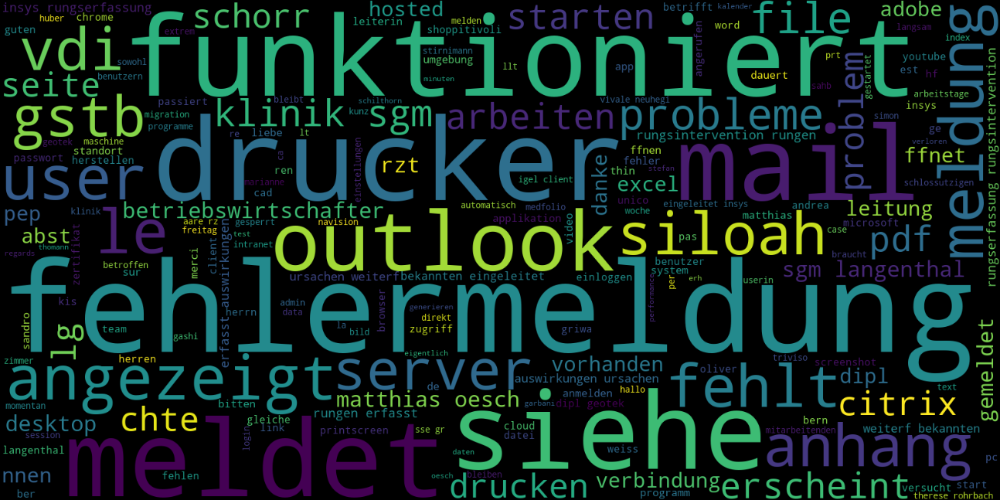 insys rungserfassung
huber
chrome
guten
extrem
sowohl
benutzern
schorr
hosted
leiterin
melden
shoppitivoli
stirnimann
umgebung
minuten
llt
starten
betrifft
kalender
word
app
angerufen
dauert
file
adobe
langsam
index
youtube
est
hf
prt
gestartet
sahb
arbeitstage
insys
meldung
rungserfassung rungsintervention
vdi
funktioniert
seite
gstb
passiert
migration
programme
geotek
maschine
standort
passwort
herstellen
klinik sgm
bleibt
schilthorn
kunz
re
liebe
lt
ca
ren
marianne
cad
einstellungen
arbeiten
vivale neuhegi
probleme
rungsintervention rungen
problem
simon
ge
verloren
ffnet
schlossutzigen
user
drucker
rzt
mail
igel client
danke
thin
ffnen
fehler
stefan
excel
unico
eingeleitet insys
woche
andrea
matthias
leitung
microsoft
case
braucht
pdf
pep
klinik
le
betriebswirtschafter
automatisch
medfolio
applikation
video
abst
zertifikat
thomann
regards
aare rz
freitag
gesperrt
test
intranet
navision
client
merci
betroffen
sur
outlook
siloah
pas
benutzer
system
per
erh
userin
sgm langenthal
ursachen weiterf
bekannten eingeleitet
einloggen
performance
fehlermeldung
kis
sandro
lg
team
gashi
herrn
admin
data
erfasst auswirkungen
la
bild
browser
generieren
direkt
zugriff
griwa
eigentlich
zimmer
herren
angezeigt
server
de
vorhanden
auswirkungen ursachen
fehlt
oliver
triviso
screenshot
dipl
text
gemeldet
momentan
bitten
matthias oesch
garbani
dipl geotek
anmelden
hallo
citrix
desktop
chte
gleiche
link
rungen erfasst
printscreen
sse gr
cloud
datei
bern
mitarbeitenden
weiterf bekannten
session
langenthal
login
meldet
siehe
daten
weiss
anhang
pc
nnen
ber
fehlen
oesch
bleiben
drucken
verbindung
programm
erscheint
versucht
start
therese rohrbach